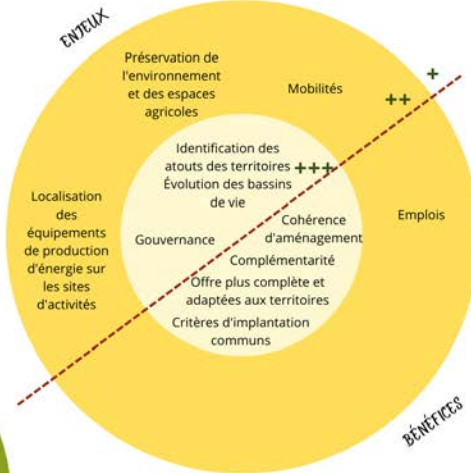 ENJEUX
Préservation de
l'environnement
et des espaces
agricoles
Mobilités
+
++
Identification des
atouts des territoires
+++
Évolution des bassins
de vie
Localisation
des
équipements
de production
d'énergie sur
les sites
d'activités
Gouvernance
Cohérence
d'aménagement
Emplois
Complémentarité
Offre plus complète et
adaptées aux territoires
Critères d'implantation
communs
BÉNÉFICES